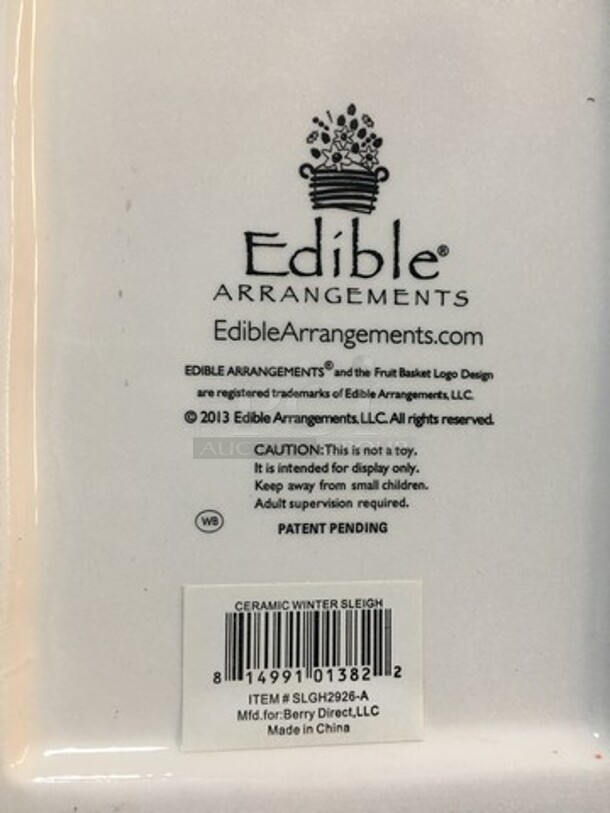 Edible®
ARRANGEMENTS
EdibleArrangements.com
EDIBLE ARRANGEMENTS® and the Fruit Basket Logo Design
are registered trademarks of Edible Arrangements, LLC.
© 2013 Edible Arrangements, LLC. All rights reserved.
CAUTION: This is not a toy.
It is intended for display only.
Keep away from small children.
Adult supervision required.
WB
PATENT PENDING
CERAMIC WINTER SLEIGH
8 14991 01382 2
ITEM # SLGH2926-A
Mfd.for:Berry Direct,LLC
Made in China